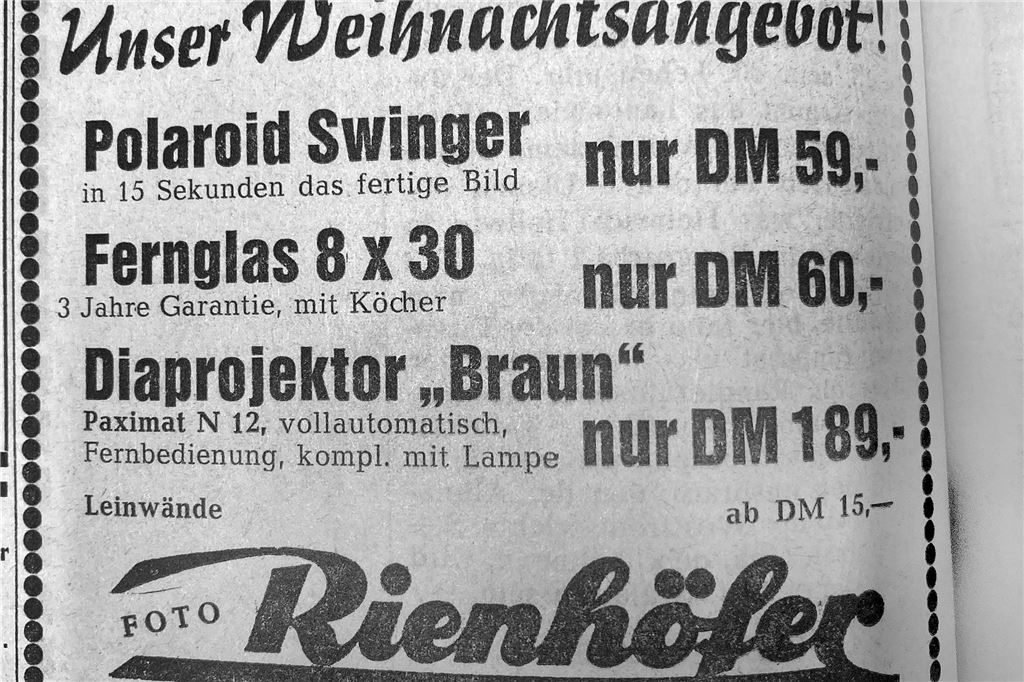 Unser Weihnachtsangebot!
Polaroid Swinger nur DM 59,-
in 15 Sekunden das fertige Bild
Fernglas 8 x 30 nur DM 60,-
3 Jahre Garantie, mit Köcher
Diaprojektor „Braun“
Paximat N 12, vollautomatisch, nur DM 189,-
Fernbedienung, kompl. mit Lampe
Leinwände ab DM 15,—
FOTO Rienhöfer